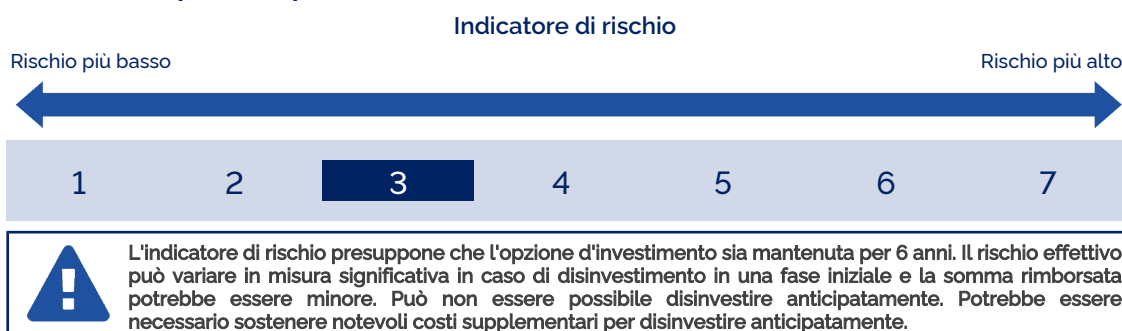 Indicatore di rischio
Rischio più basso
Rischio più alto
1 2 3 4 5 6 7
L'indicatore di rischio presuppone che l'opzione d'investimento sia mantenuta per 6 anni. Il rischio effettivo
può variare in misura significativa in caso di disinvestimento in una fase iniziale e la somma rimborsata
potrebbe essere minore. Può non essere possibile disinvestire anticipatamente. Potrebbe essere
necessario sostenere notevoli costi supplementari per disinvestire anticipatamente.